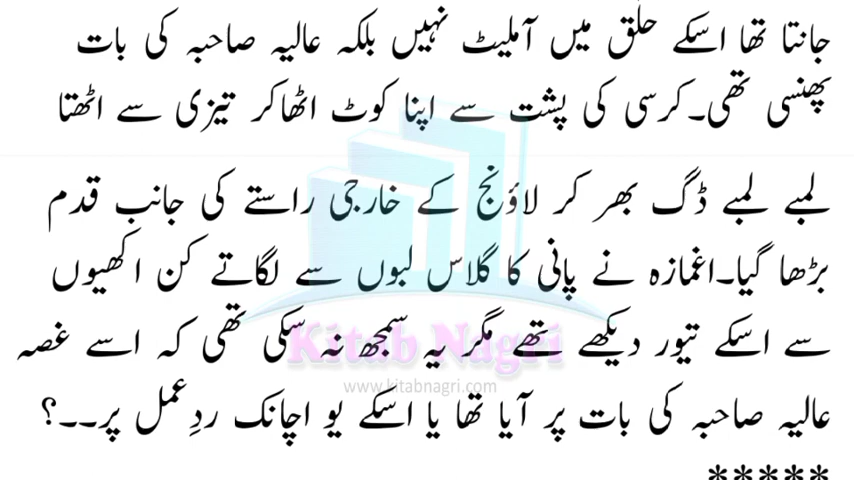 جانتا تھا اسکے حلق میں آملیٹ نہیں بلکہ عالیہ صاحبہ کی بات
پھنسی تھی۔کرسی کی پشت سے اپنا کوٹ اٹھاکر تیزی سے اٹھتا
لمبے لمبے ڈگ بھر کر لاؤنج کے خارجی راستے کی جانب قدم
بڑھا گیا۔اغمازہ نے پانی کا گلاس لبوں سے لگاتے کن اکھیوں
سے اسکے تیور دیکھے تھے مگر یہ سمجھ نہ سکی تھی کہ اسے غصہ
Kitab Nagri
www.kitabnagri.com
عالیہ صاحبہ کی بات پر آیا تھا یا اسکے یو اچانک ردِعمل پر۔۔؟
*****